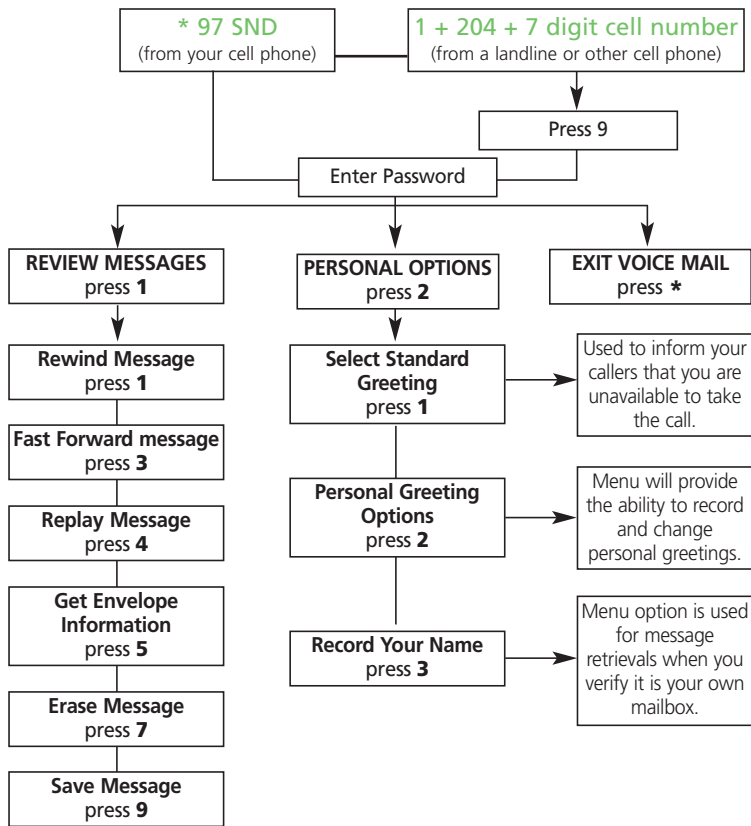 * 97 SND
(from your cell phone)
1 + 204 + 7 digit cell number
(from a landline or other cell phone)
Press 9
Enter Password
REVIEW MESSAGES
press 1
PERSONAL OPTIONS
press 2
EXIT VOICE MAIL
press *
Rewind Message
press 1
Fast Forward message
press 3
Replay Message
press 4
Get Envelope
Information
press 5
Erase Message
press 7
Save Message
press 9
Select Standard
Greeting
press 1
Used to inform your
callers that you are
unavailable to take
the call.
Personal Greeting
Options
press 2
Menu will provide
the ability to record
and change
personal greetings.
Record Your Name
press 3
Menu option is used
for message
retrievals when you
verify it is your own
mailbox.